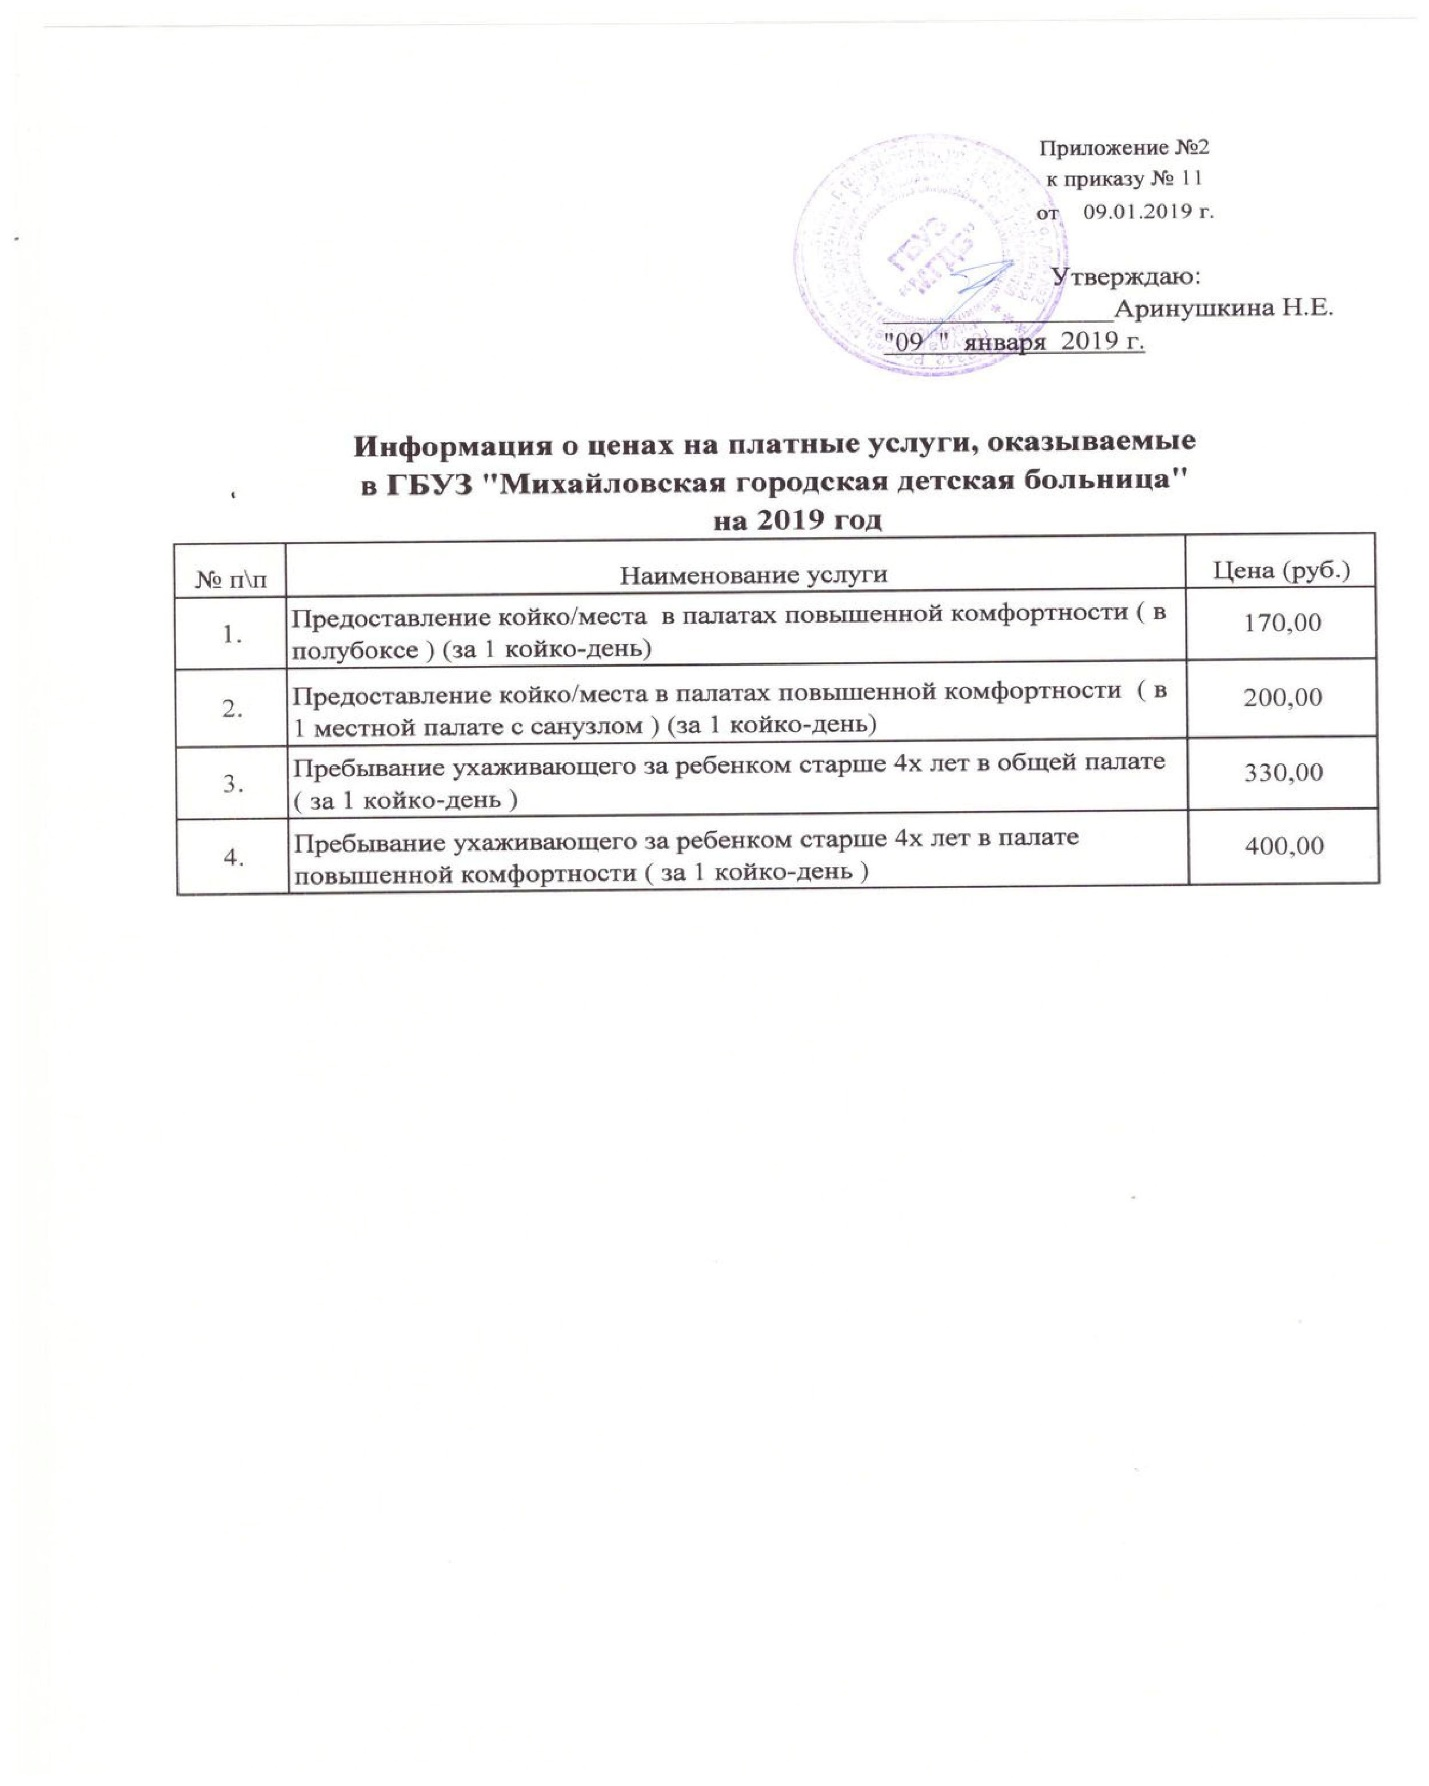 Приложение №2
к приказу № 11
от 09.01.2019 г.
ГБУЗ
"МГДБ"
Утверждаю:
Аринушкина Н.Е.
"09 " января 2019 г.
Информация о ценах на платные услуги, оказываемые
в ГБУЗ "Михайловская городская детская больница"
на 2019 год
№ п\п Наименование услуги Цена (руб.)
1. Предоставление койко/места в палатах повышенной комфортности ( в
полубоксе ) (за 1 койко-день) 170,00
2. Предоставление койко/места в палатах повышенной комфортности ( в
1 местной палате с санузлом ) (за 1 койко-день) 200,00
3. Пребывание ухаживающего за ребенком старше 4х лет в общей палате
( за 1 койко-день ) 330,00
4. Пребывание ухаживающего за ребенком старше 4х лет в палате
повышенной комфортности ( за 1 койко-день ) 400,00